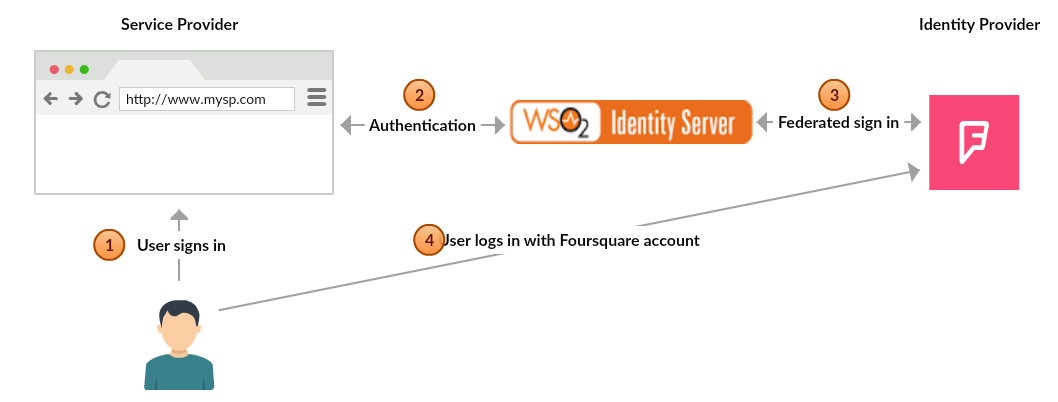 Service Provider
Identity Provider
http://www.mysp.com
2
Authentication
WSO2 Identity Server
3
Federated sign in
1
User signs in
4
User logs in with Foursquare account